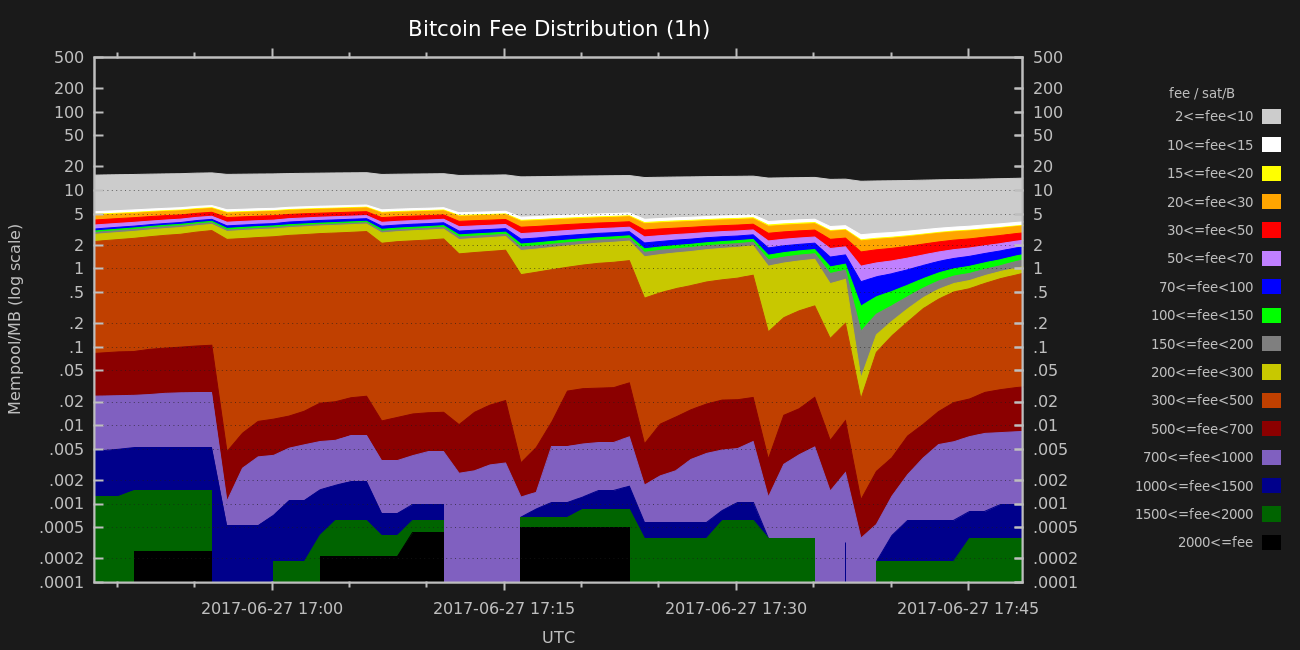 Bitcoin Fee Distribution (1h)
Mempool/MB (log scale)
500
200
100
50
20
10
5
2
1
.5
.2
.1
.05
.02
.01
.005
.002
.001
.0005
.0002
.0001
500
200
100
50
20
10
5
2
1
.5
.2
.1
.05
.02
.01
.005
.002
.001
.0005
.0002
.0001
2017-06-27 17:00
2017-06-27 17:15
2017-06-27 17:30
2017-06-27 17:45
UTC
fee / sat/B
2<=fee<10
10<=fee<15
15<=fee<20
20<=fee<30
30<=fee<50
50<=fee<70
70<=fee<100
100<=fee<150
150<=fee<200
200<=fee<300
300<=fee<500
500<=fee<700
700<=fee<1000
1000<=fee<1500
1500<=fee<2000
2000<=fee